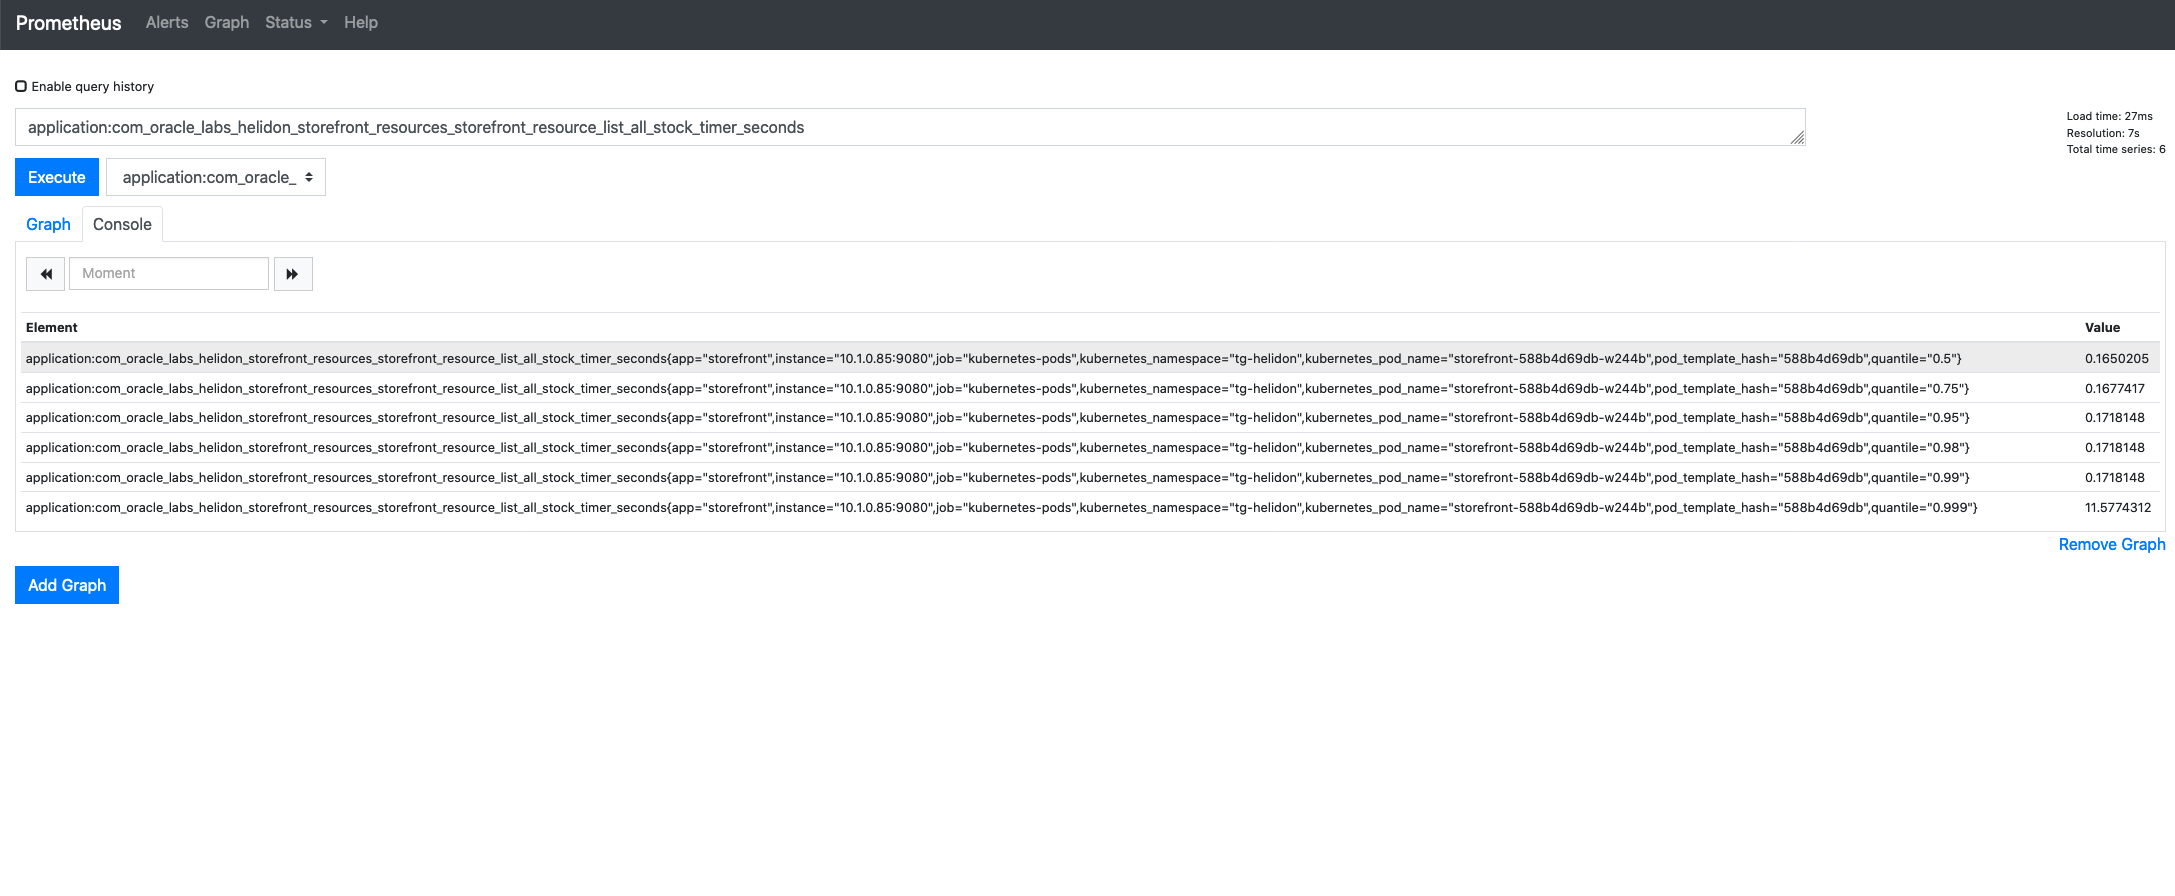 Prometheus Alerts Graph Status Help
Enable query history
application:com_oracle_labs_helidon_storefront_resources_storefront_resource_list_all_stock_timer_seconds
Load time: 27ms
Resolution: 7s
Total time series: 6
Execute application:com_oracle_
Graph Console
Moment
Element Value
application:com_oracle_labs_helidon_storefront_resources_storefront_resource_list_all_stock_timer_seconds{app="storefront",instance="10.1.0.85:9080",job="kubernetes-pods",kubernetes_namespace="tg-helidon",kubernetes_pod_name="storefront-588b4d69db-w244b",pod_template_hash="588b4d69db",quantile="0.5"} 0.1650205
application:com_oracle_labs_helidon_storefront_resources_storefront_resource_list_all_stock_timer_seconds{app="storefront",instance="10.1.0.85:9080",job="kubernetes-pods",kubernetes_namespace="tg-helidon",kubernetes_pod_name="storefront-588b4d69db-w244b",pod_template_hash="588b4d69db",quantile="0.75"} 0.1677417
application:com_oracle_labs_helidon_storefront_resources_storefront_resource_list_all_stock_timer_seconds{app="storefront",instance="10.1.0.85:9080",job="kubernetes-pods",kubernetes_namespace="tg-helidon",kubernetes_pod_name="storefront-588b4d69db-w244b",pod_template_hash="588b4d69db",quantile="0.95"} 0.1718148
application:com_oracle_labs_helidon_storefront_resources_storefront_resource_list_all_stock_timer_seconds{app="storefront",instance="10.1.0.85:9080",job="kubernetes-pods",kubernetes_namespace="tg-helidon",kubernetes_pod_name="storefront-588b4d69db-w244b",pod_template_hash="588b4d69db",quantile="0.98"} 0.1718148
application:com_oracle_labs_helidon_storefront_resources_storefront_resource_list_all_stock_timer_seconds{app="storefront",instance="10.1.0.85:9080",job="kubernetes-pods",kubernetes_namespace="tg-helidon",kubernetes_pod_name="storefront-588b4d69db-w244b",pod_template_hash="588b4d69db",quantile="0.99"} 0.1718148
application:com_oracle_labs_helidon_storefront_resources_storefront_resource_list_all_stock_timer_seconds{app="storefront",instance="10.1.0.85:9080",job="kubernetes-pods",kubernetes_namespace="tg-helidon",kubernetes_pod_name="storefront-588b4d69db-w244b",pod_template_hash="588b4d69db",quantile="0.999"} 11.5774312
Remove Graph
Add Graph